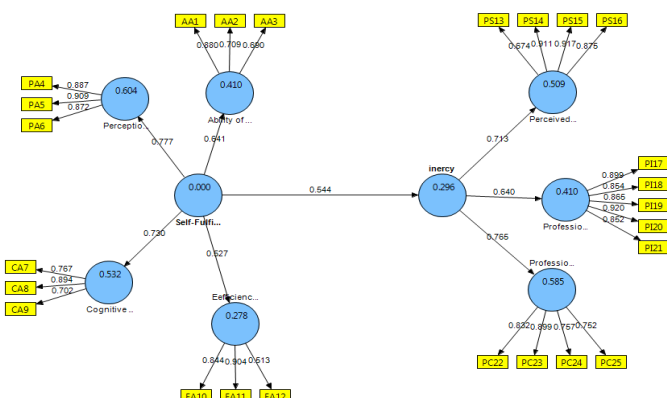 AA1 AA2 AA3
0.880 0.709 0.690
0.410
Ability of ...
PS13 PS14 PS15 PS16
0.674 0.911 0.917 0.875
0.509
Perceived...
PA4 0.887
PA5 0.909
PA6 0.872
0.604
Perceptio...
0.777
0.641
0.713
inercy
0.296
0.000
Self-Fulfi...
0.544
0.640
0.410
Professio...
0.899 PI17
0.854 PI18
0.866 PI19
0.920 PI20
0.852 PI21
0.730
0.527
0.765
CA7 0.767
CA8 0.894
CA9 0.702
0.532
Cognitive ..
Eefficienc...
0.278
0.844 0.904 0.513
EA10 EA11 EA12
Professio...
0.585
0.832 0.899 0.757 0.762
PC22 PC23 PC24 PC25